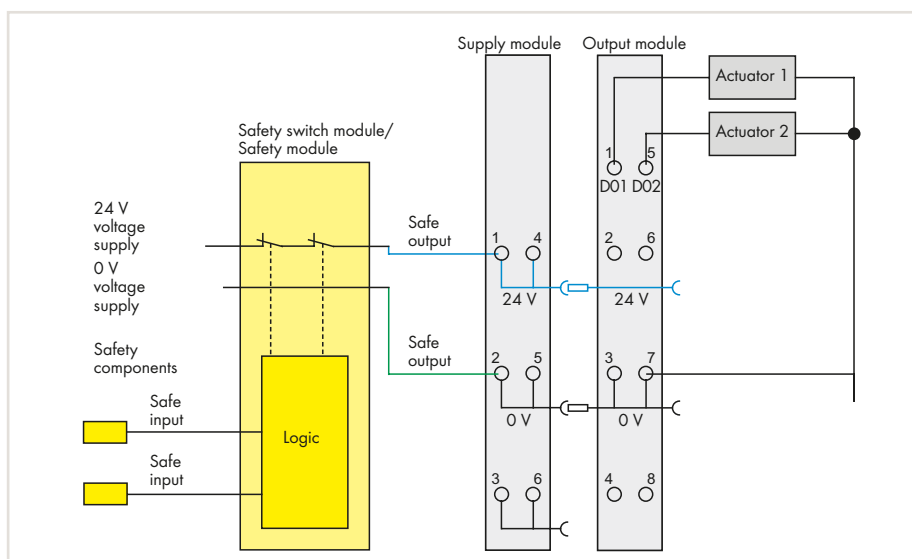 Supply module
Output module
Actuator 1
Actuator 2
Safety switch module/
Safety module
1
5
D01
D02
24 V
voltage
supply
0 V
voltage
supply
Safe
output
1
4
2
6
24 V
24 V
Safety
components
Safe
output
2
5
3
7
0 V
0 V
Safe
input
Logic
Safe
input
3
6
4
8